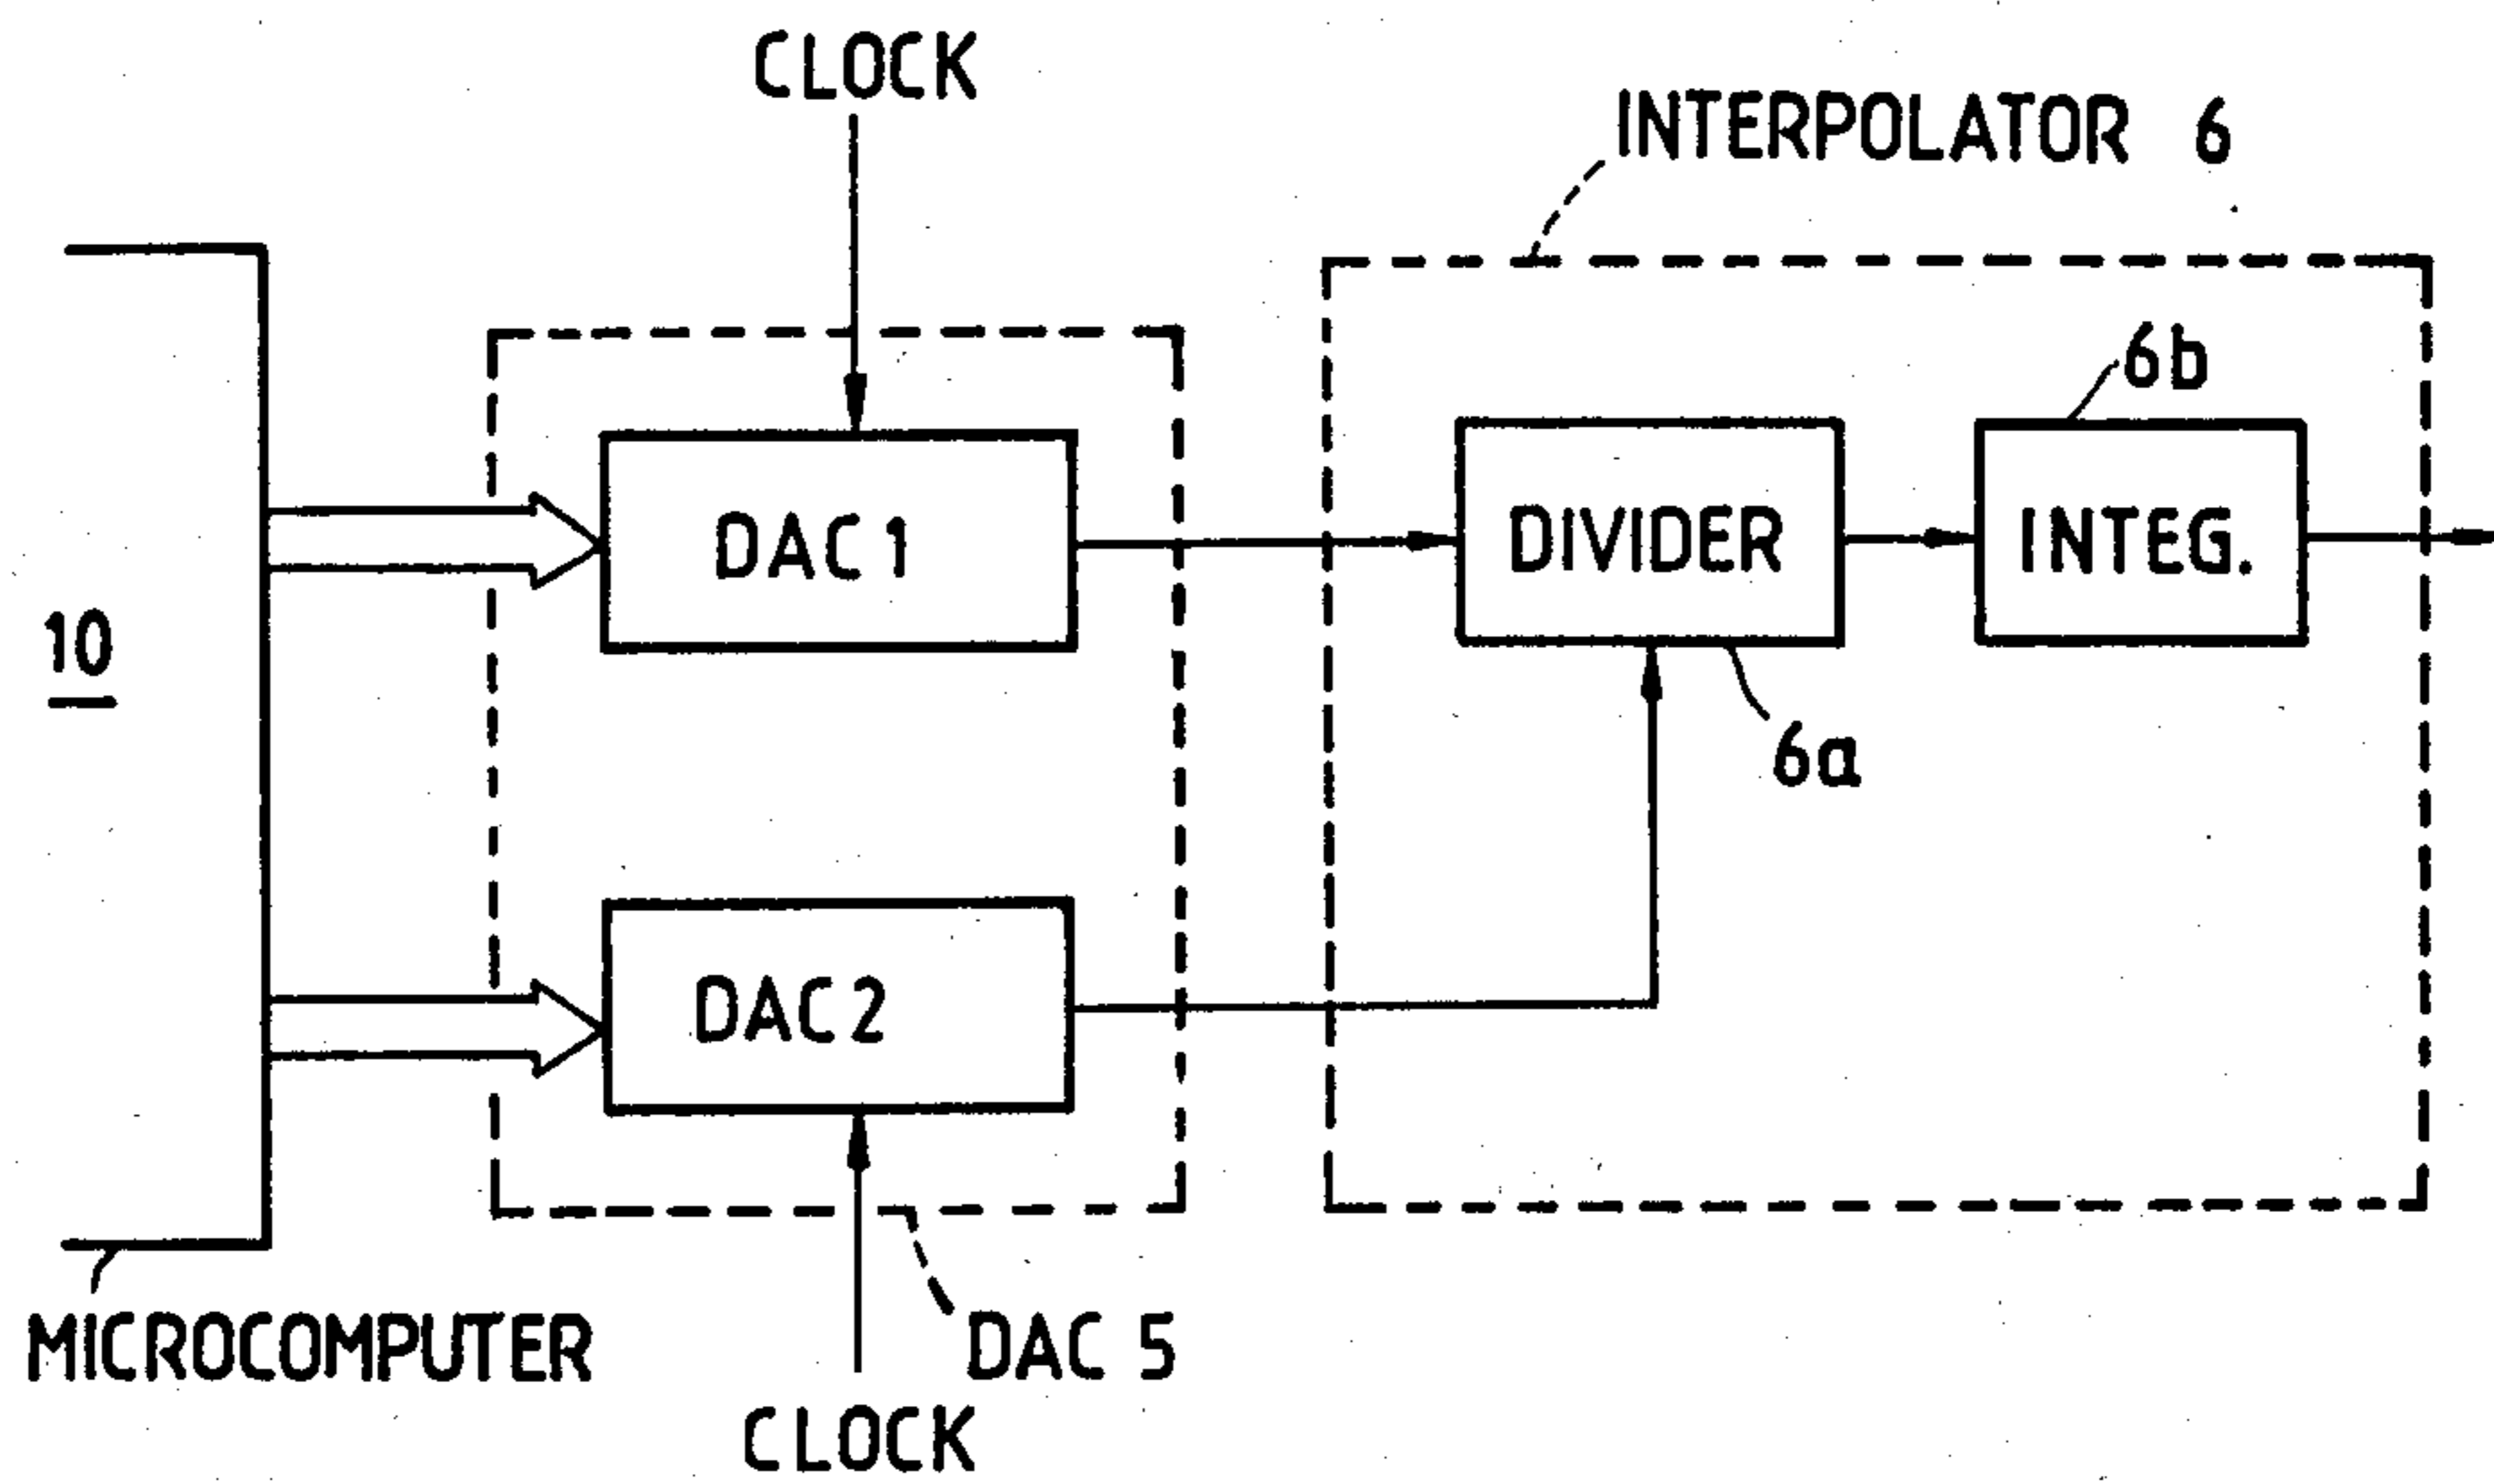 CLOCK
INTERPOLATOR 6
6b
DAC 1
DIVIDER
INTEG.
10
6a
DAC 2
MICROCOMPUTER
DAC 5
CLOCK